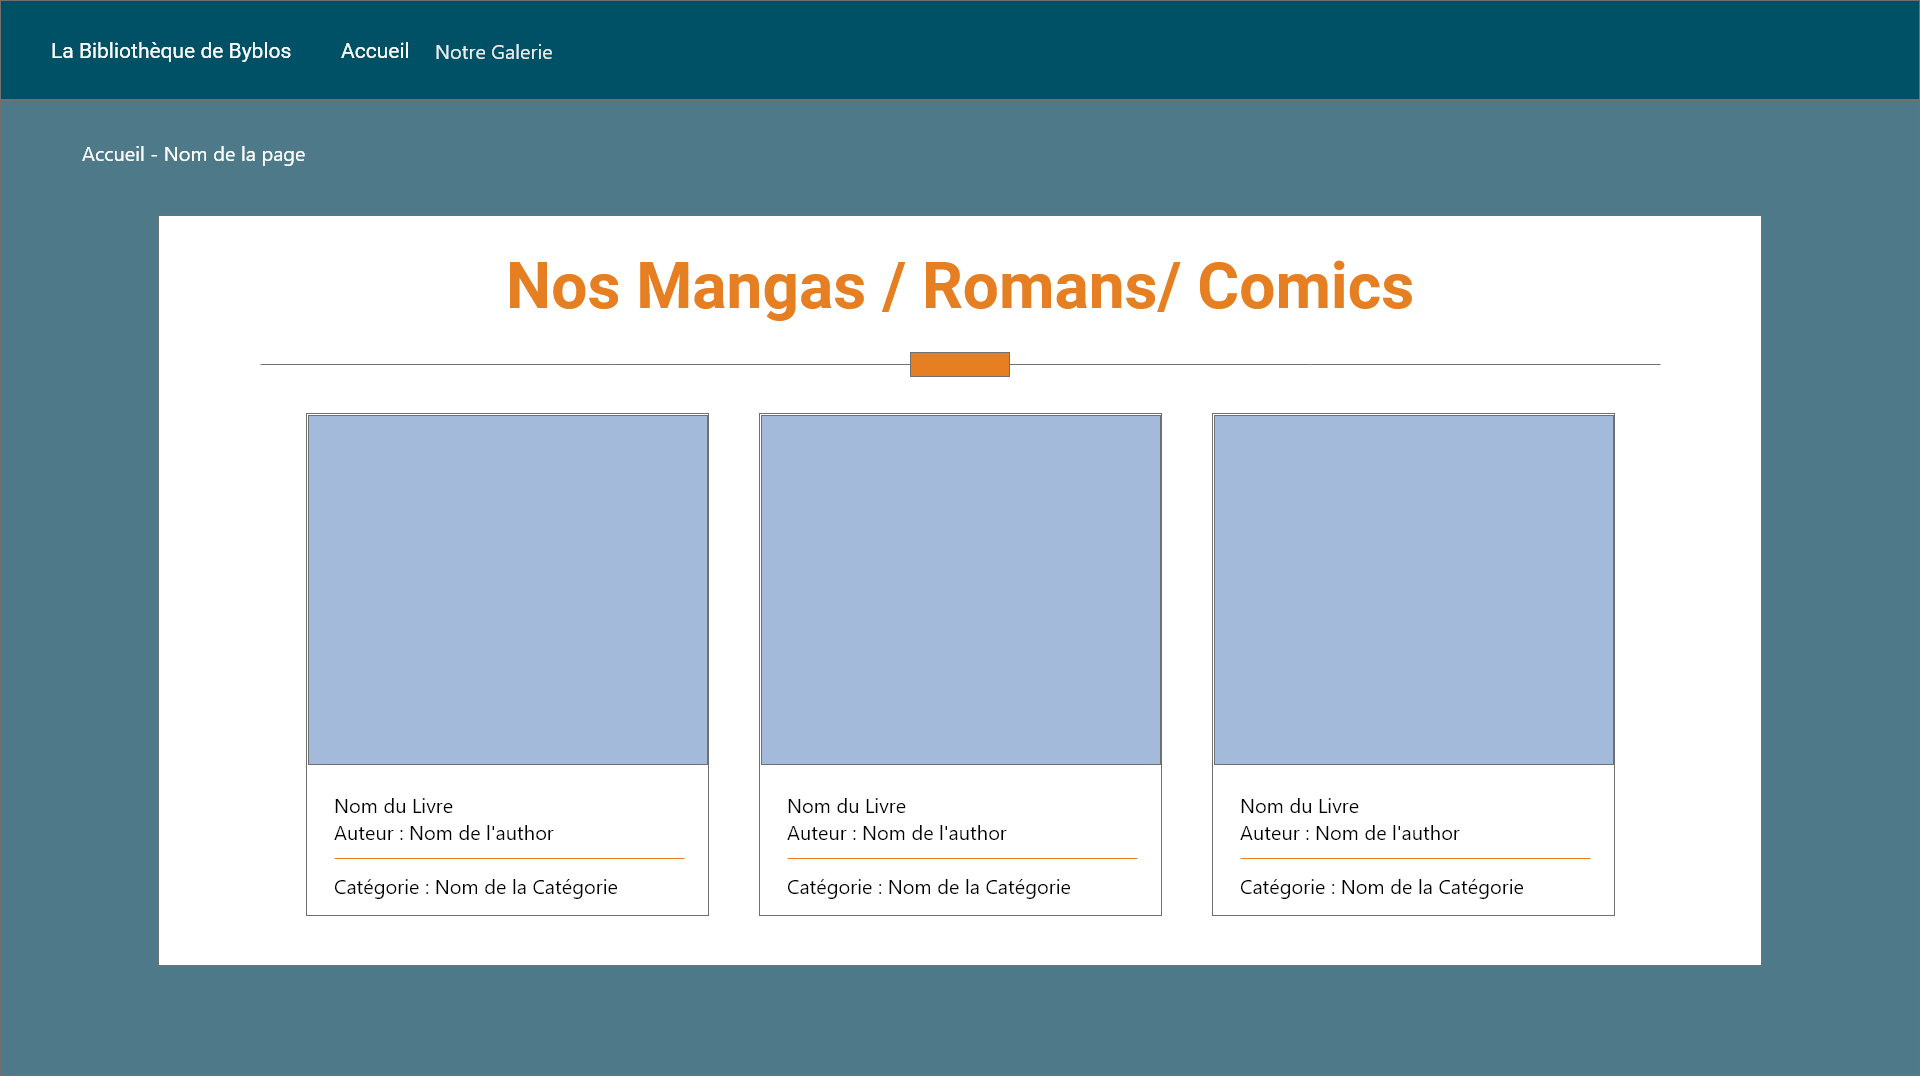 La Bibliothèque de Byblos Accueil Notre Galerie
Accueil - Nom de la page
Nos Mangas / Romans/ Comics
Nom du Livre
Auteur : Nom de l'author
Catégorie : Nom de la Catégorie
Nom du Livre
Auteur : Nom de l'author
Catégorie : Nom de la Catégorie
Nom du Livre
Auteur : Nom de l'author
Catégorie : Nom de la Catégorie